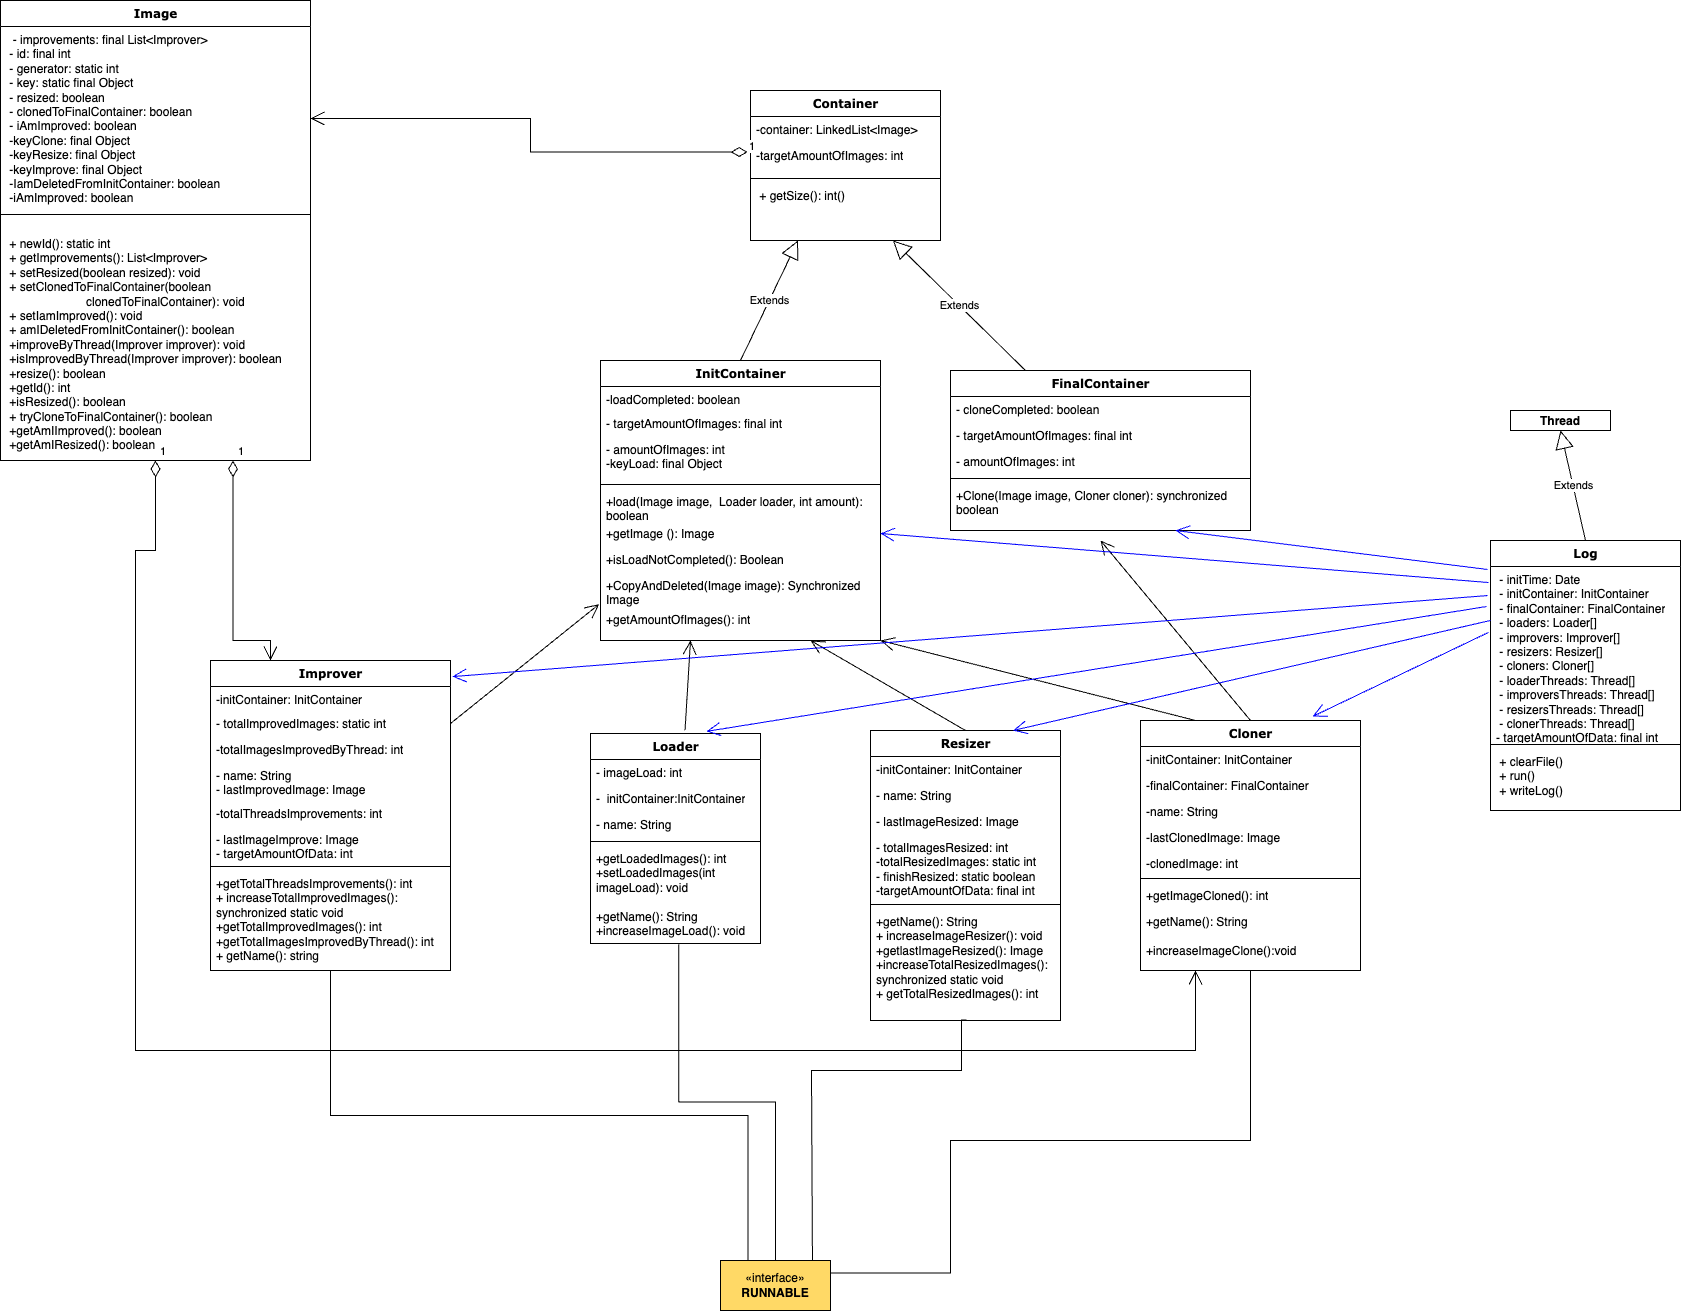 Image
- improvements: final List<Improver>
- id: final int
- generator: static int
- key: static final Object
- resized: boolean
- clonedToFinalContainer: boolean
- iAmImproved: boolean
-keyClone: final Object
-keyResize: final Object
-keyImprove: final Object
-IamDeletedFromInitContainer: boolean
-iAmImproved: boolean
+ newId(): static int
+ getImprovements(): List<Improver>
+ setResized(boolean resized): void
+ setClonedToFinalContainer(boolean
clonedToFinalContainer): void
+ setIamImproved(): void
+ amIDeletedFromInitContainer(): boolean
+improveByThread(Improver improver): void
+isImprovedByThread(Improver improver): boolean
+resize(): boolean
+getId(): int
+isResized(): boolean
+ tryCloneToFinalContainer(): boolean
+getAmIImproved(): boolean
+getAmIResized(): boolean
1
1
Container
-container: LinkedList<Image>
1
-targetAmountOfImages: int
+ getSize(): int()
Extends
Extends
InitContainer
-loadCompleted: boolean
- targetAmountOfImages: final int
- amountOfImages: int
-keyLoad: final Object
+load(Image image,  Loader loader, int amount):
boolean
+getImage (): Image
+isLoadNotCompleted(): Boolean
+CopyAndDeleted(Image image): Synchronized
Image
+getAmountOfImages(): int
FinalContainer
- cloneCompleted: boolean
- targetAmountOfImages: final int
- amountOfImages: int
+Clone(Image image, Cloner cloner): synchronized
boolean
Thread
Extends
Log
- initTime: Date
- initContainer: InitContainer
- finalContainer: FinalContainer
- loaders: Loader[]
- improvers: Improver[]
- resizers: Resizer[]
- cloners: Cloner[]
- loaderThreads: Thread[]
- improversThreads: Thread[]
- resizersThreads: Thread[]
- clonerThreads: Thread[]
- targetAmountOfData: final int
+ clearFile()
+ run()
+ writeLog()
Improver
-initContainer: InitContainer
- totalImprovedImages: static int
-totalImagesImprovedByThread: int
- name: String
- lastImprovedImage: Image
-totalThreadsImprovements: int
- lastImageImprove: Image
- targetAmountOfData: int
+getTotalThreadsImprovements(): int
+ increaseTotalImprovedImages():
synchronized static void
+getTotalImprovedImages(): int
+getTotalImagesImprovedByThread(): int
+ getName(): string
Loader
- imageLoad: int
-  initContainer:InitContainer
- name: String
+getLoadedImages(): int
+setLoadedImages(int
imageLoad): void
+getName(): String
+increaseImageLoad(): void
Resizer
-initContainer: InitContainer
- name: String
- lastImageResized: Image
- totalImagesResized: int
-totalResizedImages: static int
- finishResized: static boolean
-targetAmountOfData: final int
+getName(): String
+ increaseImageResizer(): void
+getlastImageResized(): Image
+increaseTotalResizedImages():
synchronized static void
+ getTotalResizedImages(): int
Cloner
-initContainer: InitContainer
-finalContainer: FinalContainer
-name: String
-lastClonedImage: Image
-clonedImage: int
+getImageCloned(): int
+getName(): String
+increaseImageClone():void
«interface»
RUNNABLE